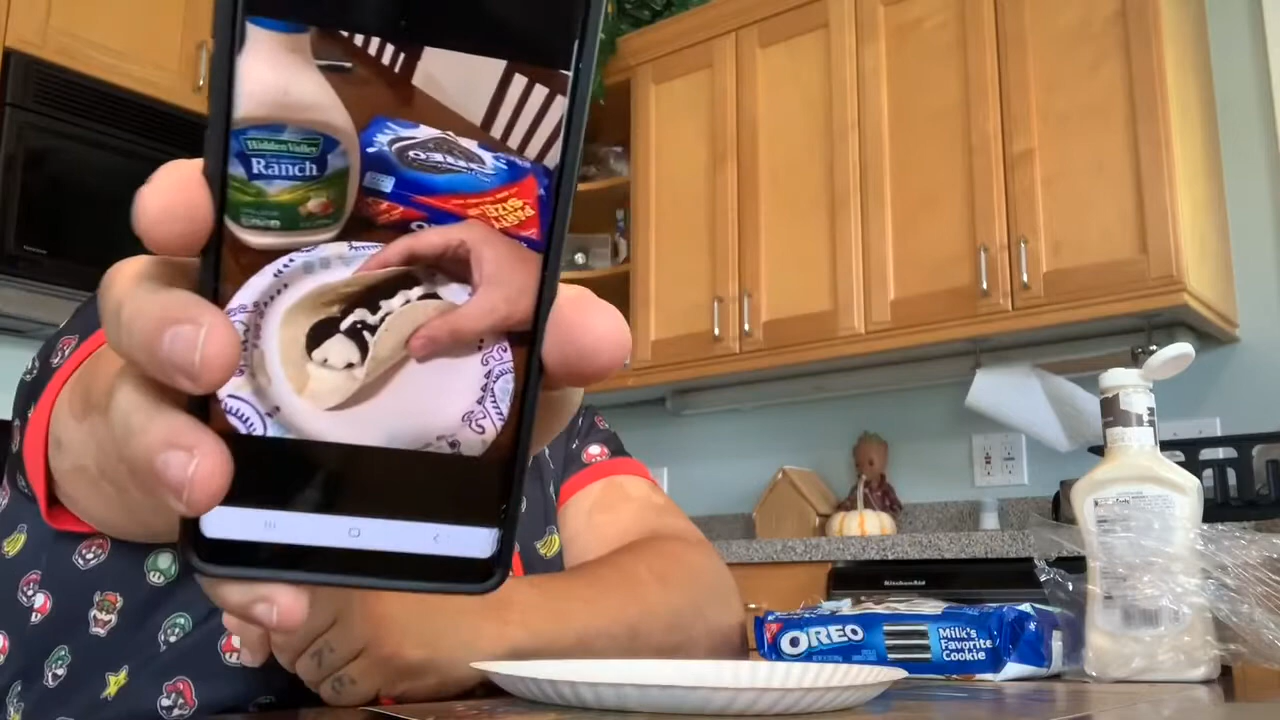 Hidden Valley
Ranch
OREO
PARTY
SIZE!
KitchenAid
OREO
Milk's
Favorite
Cookie